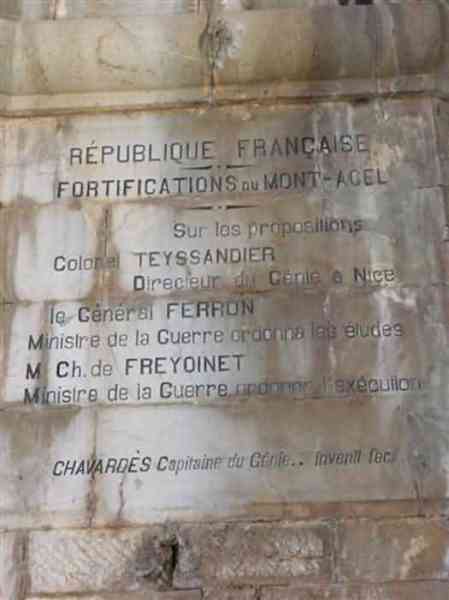 RÉPUBLIQUE FRANÇAISE
FORTIFICATIONS DU MONT-AGEL
Sur les propositions
Colonel TEYSSANDIER
Directeur du Génie à Nice
le Général FERRON
Ministre de la Guerre ordonna les études
M Ch. de FREYCINET
Ministre de la Guerre ordonna l'exécution
CHAVARDÈS Capitaine du Génie.. invenit fecit